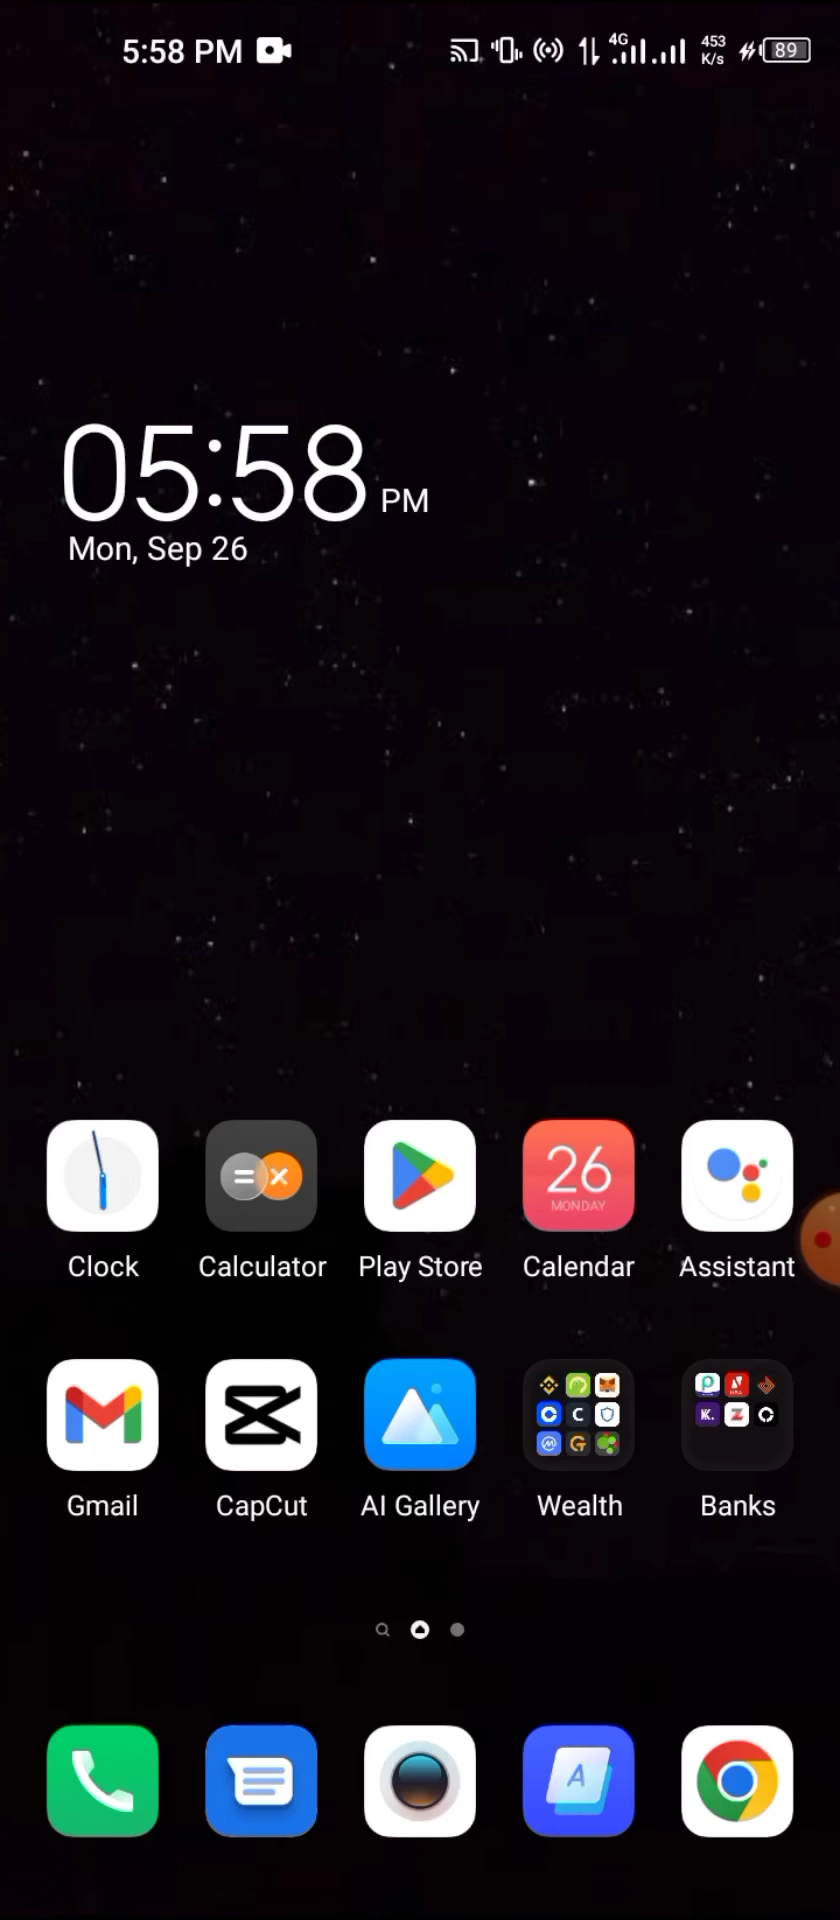 5:58 PM
4G
453
K/s
89
05:58 PM
Mon, Sep 26
26
MONDAY
Clock
Calculator
Play Store
Calendar
Assistant
Gmail
CapCut
AI Gallery
Wealth
Banks
A